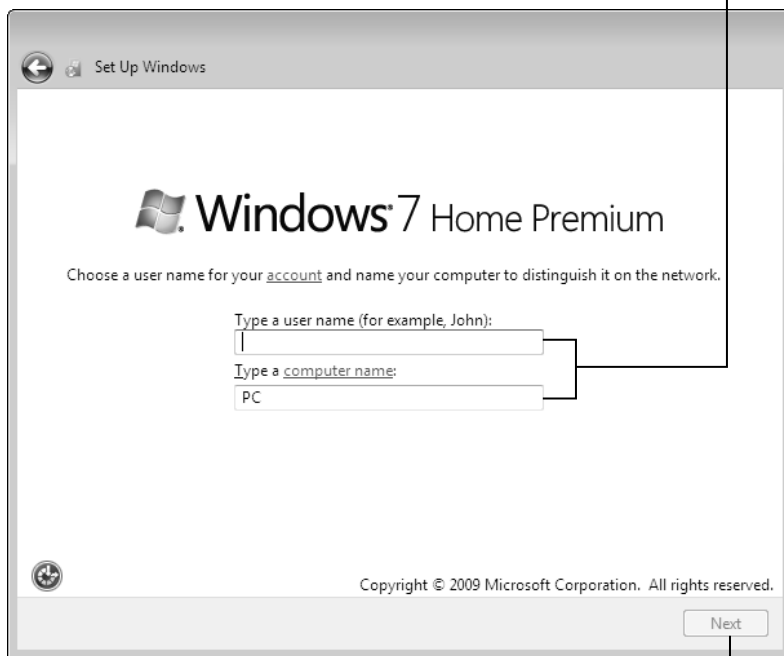 Set Up Windows
Windows 7 Home Premium
Choose a user name for your account and name your computer to distinguish it on the network.
Type a user name (for example, John):
Type a computer name:
PC
Copyright © 2009 Microsoft Corporation. All rights reserved.
Next